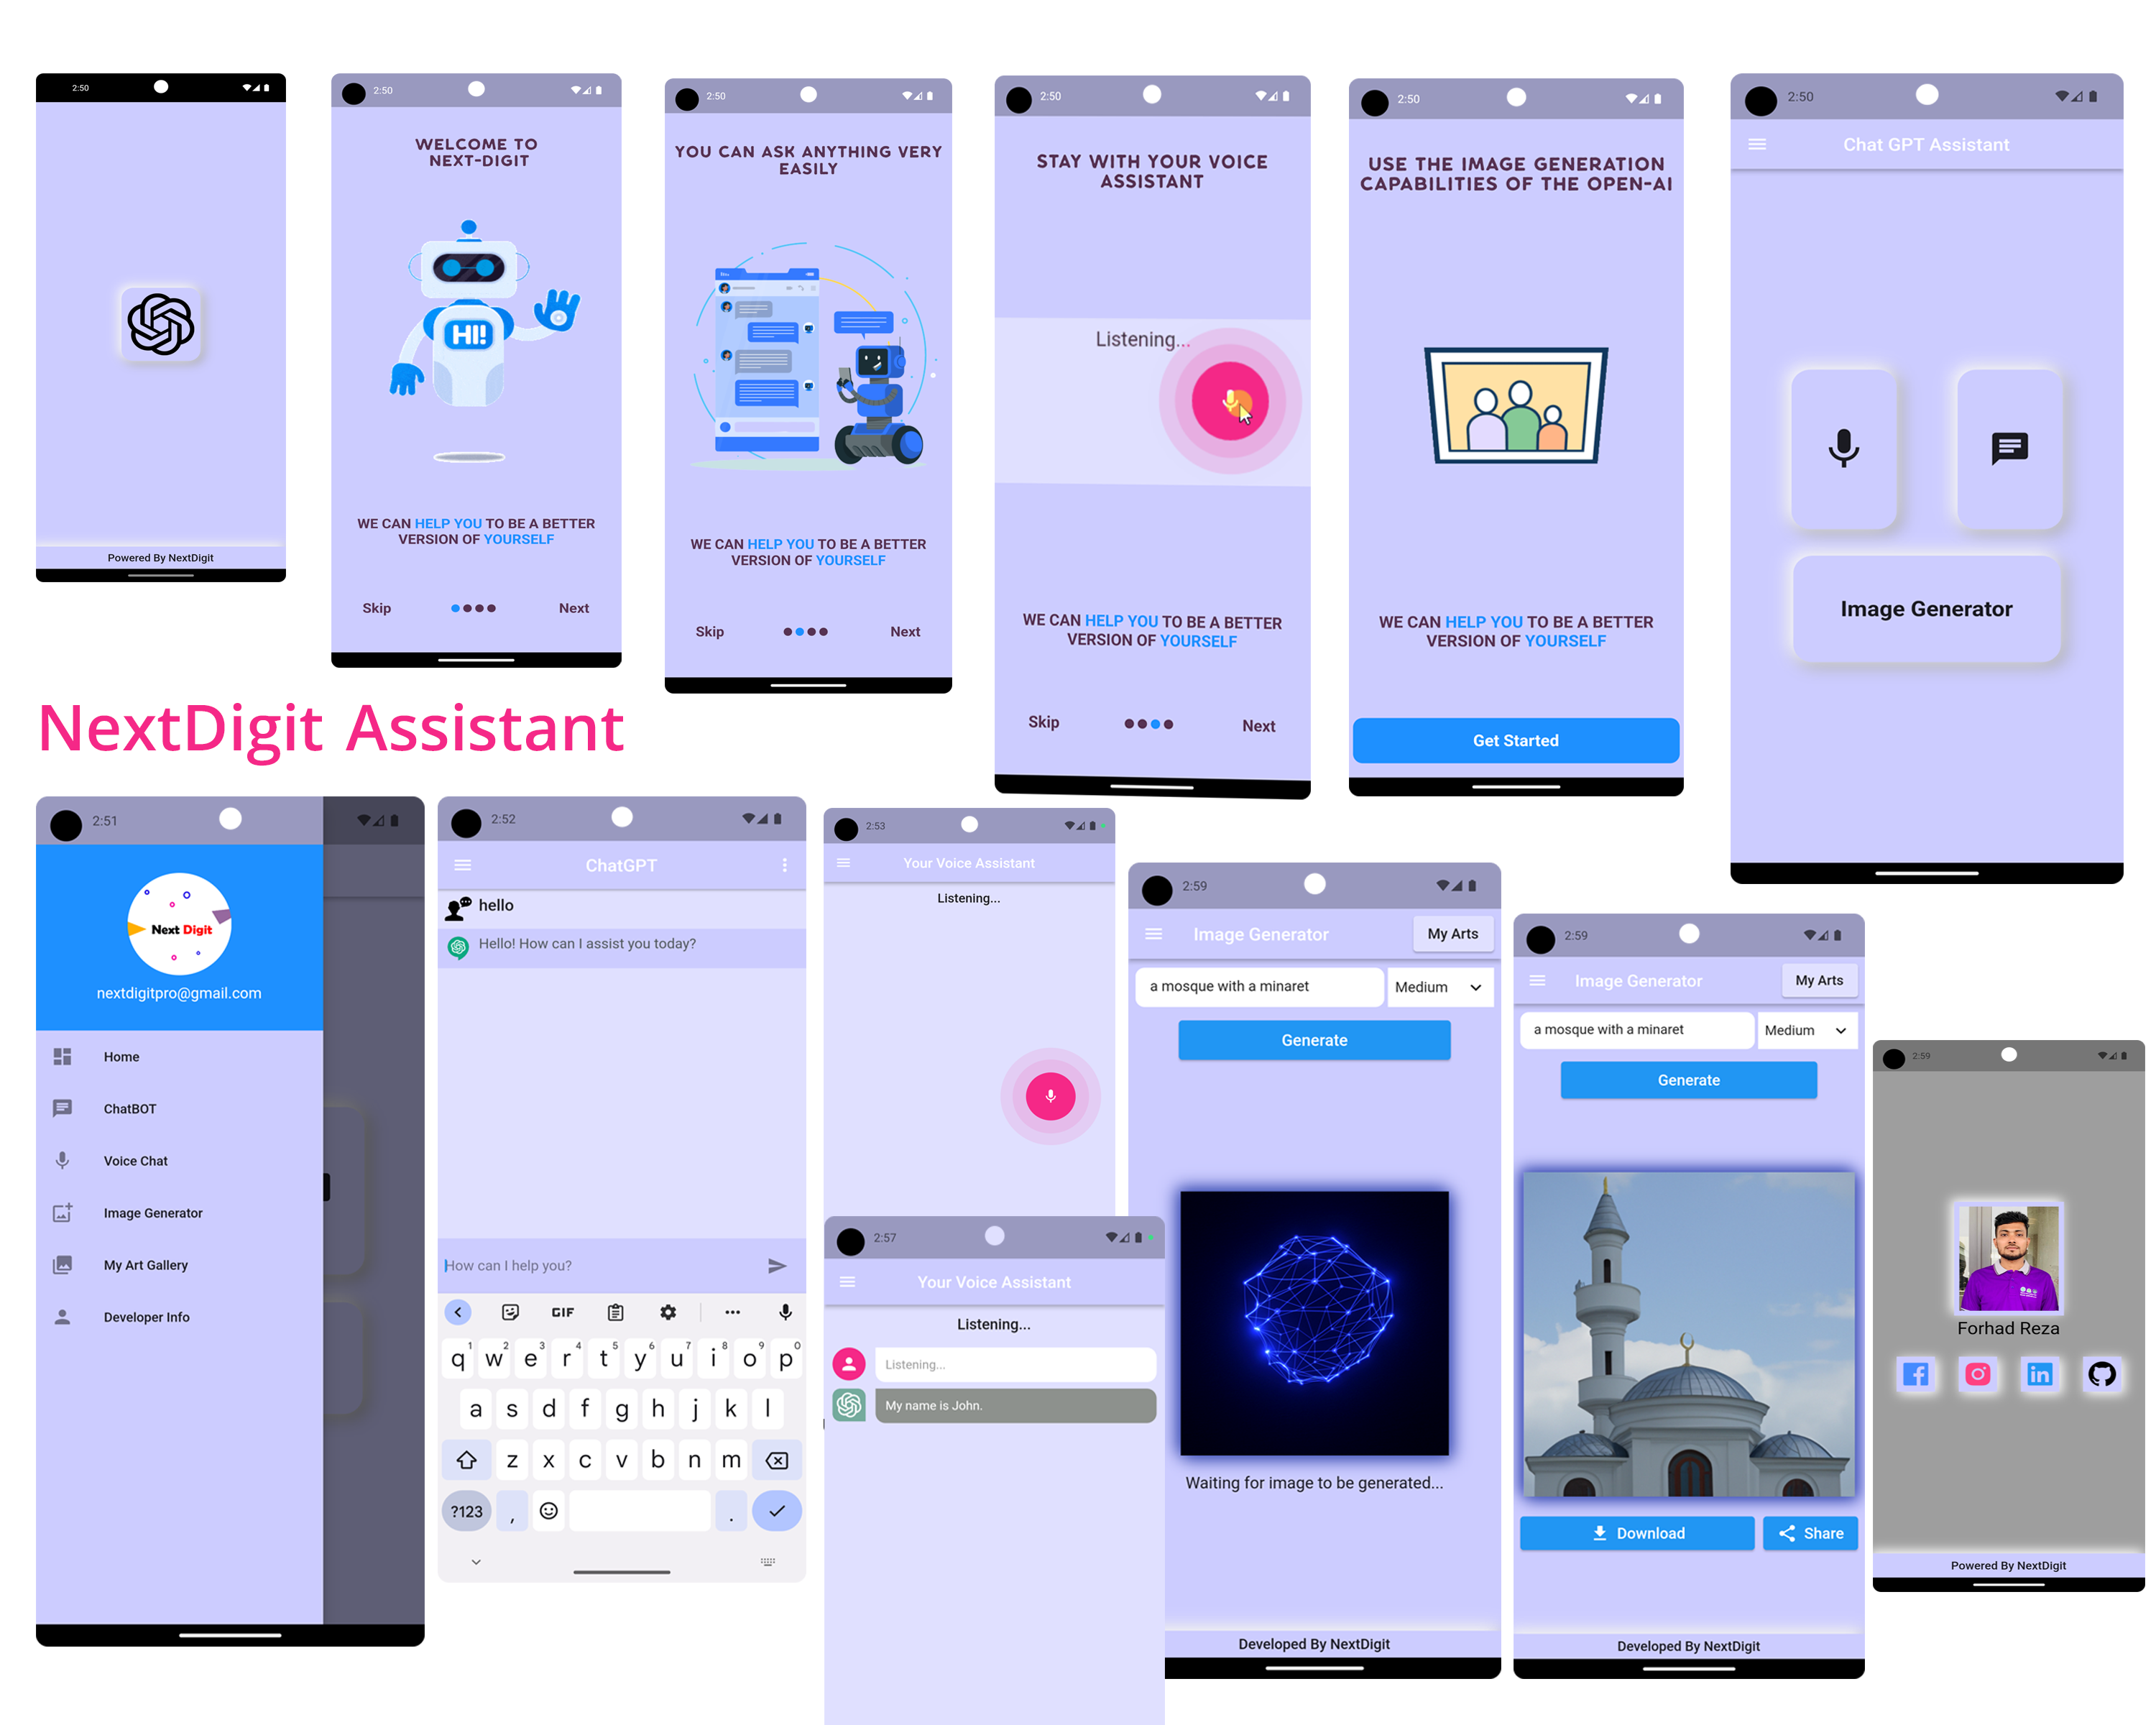 2:50
Powered By NextDigit
2:50
WELCOME TO
NEXT-DIGIT
HI!
WE CAN HELP YOU TO BE A BETTER
VERSION OF YOURSELF
Skip
Next
2:50
YOU CAN ASK ANYTHING VERY
EASILY
WE CAN HELP YOU TO BE A BETTER
VERSION OF YOURSELF
Skip
Next
2:50
STAY WITH YOUR VOICE
ASSISTANT
Listening...
WE CAN HELP YOU TO BE A BETTER
VERSION OF YOURSELF
Skip
Next
2:50
USE THE IMAGE GENERATION
CAPABILITIES OF THE OPEN-AI
WE CAN HELP YOU TO BE A BETTER
VERSION OF YOURSELF
Get Started
2:50
Chat GPT Assistant
Image Generator
NextDigit Assistant
2:51
Next Digit
nextdigitpro@gmail.com
Home
ChatBOT
Voice Chat
Image Generator
My Art Gallery
Developer Info
2:52
ChatGPT
hello
Hello! How can I assist you today?
How can I help you?
GIF
q1 w2 e3 r4 t5 y6 u7 i8 o9 p0
a s d f g h j k l
z x c v b n m
?123 , .
2:53
Your Voice Assistant
Listening...
2:57
Your Voice Assistant
Listening...
Listening...
My name is John.
2:59
Image Generator
My Arts
a mosque with a minaret
Medium
Generate
Waiting for image to be generated...
Developed By NextDigit
2:59
Image Generator
My Arts
a mosque with a minaret
Medium
Generate
Download
Share
Developed By NextDigit
2:59
Forhad Reza
Powered By NextDigit